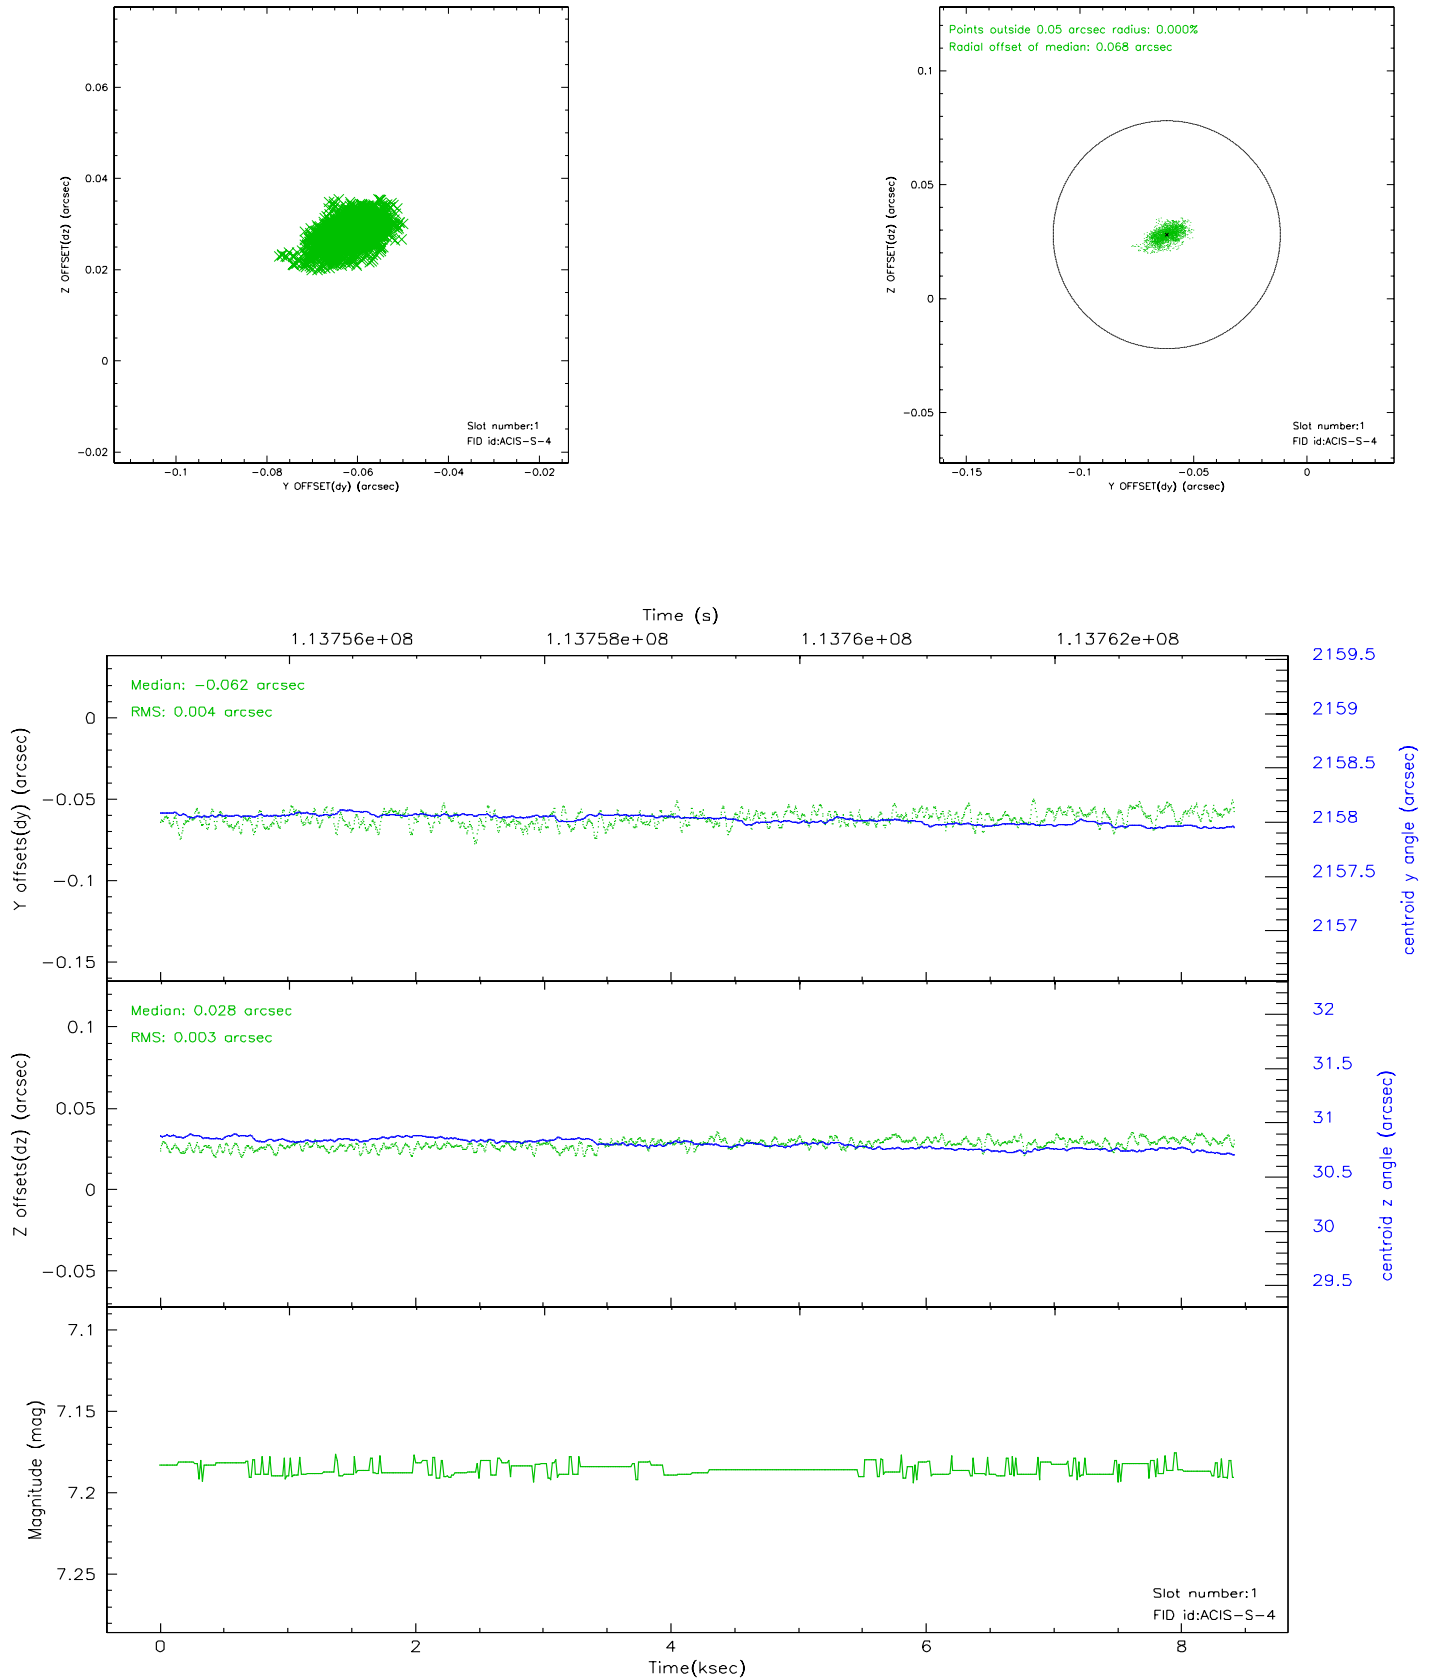 0.06
0.04
0.02
0
−0.02
Z OFFSET(dz) (arcsec)
Slot number:1
FID id:ACIS−S−4
−0.1
−0.08
−0.06
−0.04
−0.02
Y OFFSET(dy) (arcsec)
Points outside 0.05 arcsec radius: 0.000%
Radial offset of median: 0.068 arcsec
0.1
0.05
0
−0.05
Z OFFSET(dz) (arcsec)
Slot number:1
FID id:ACIS−S−4
−0.15
−0.1
−0.05
0
Y OFFSET(dy) (arcsec)
Time (s)
1.13756e+08
1.13758e+08
1.1376e+08
1.13762e+08
Median: −0.062 arcsec
RMS: 0.004 arcsec
0
−0.05
−0.1
−0.15
Y offsets(dy) (arcsec)
2159.5
2159
2158.5
2158
2157.5
2157
centroid y angle (arcsec)
Median: 0.028 arcsec
RMS: 0.003 arcsec
0.1
0.05
0
−0.05
Z offsets(dz) (arcsec)
32
31.5
31
30.5
30
29.5
centroid z angle (arcsec)
7.1
7.15
7.2
7.25
Magnitude (mag)
Slot number:1
FID id:ACIS−S−4
0
2
4
6
8
Time(ksec)